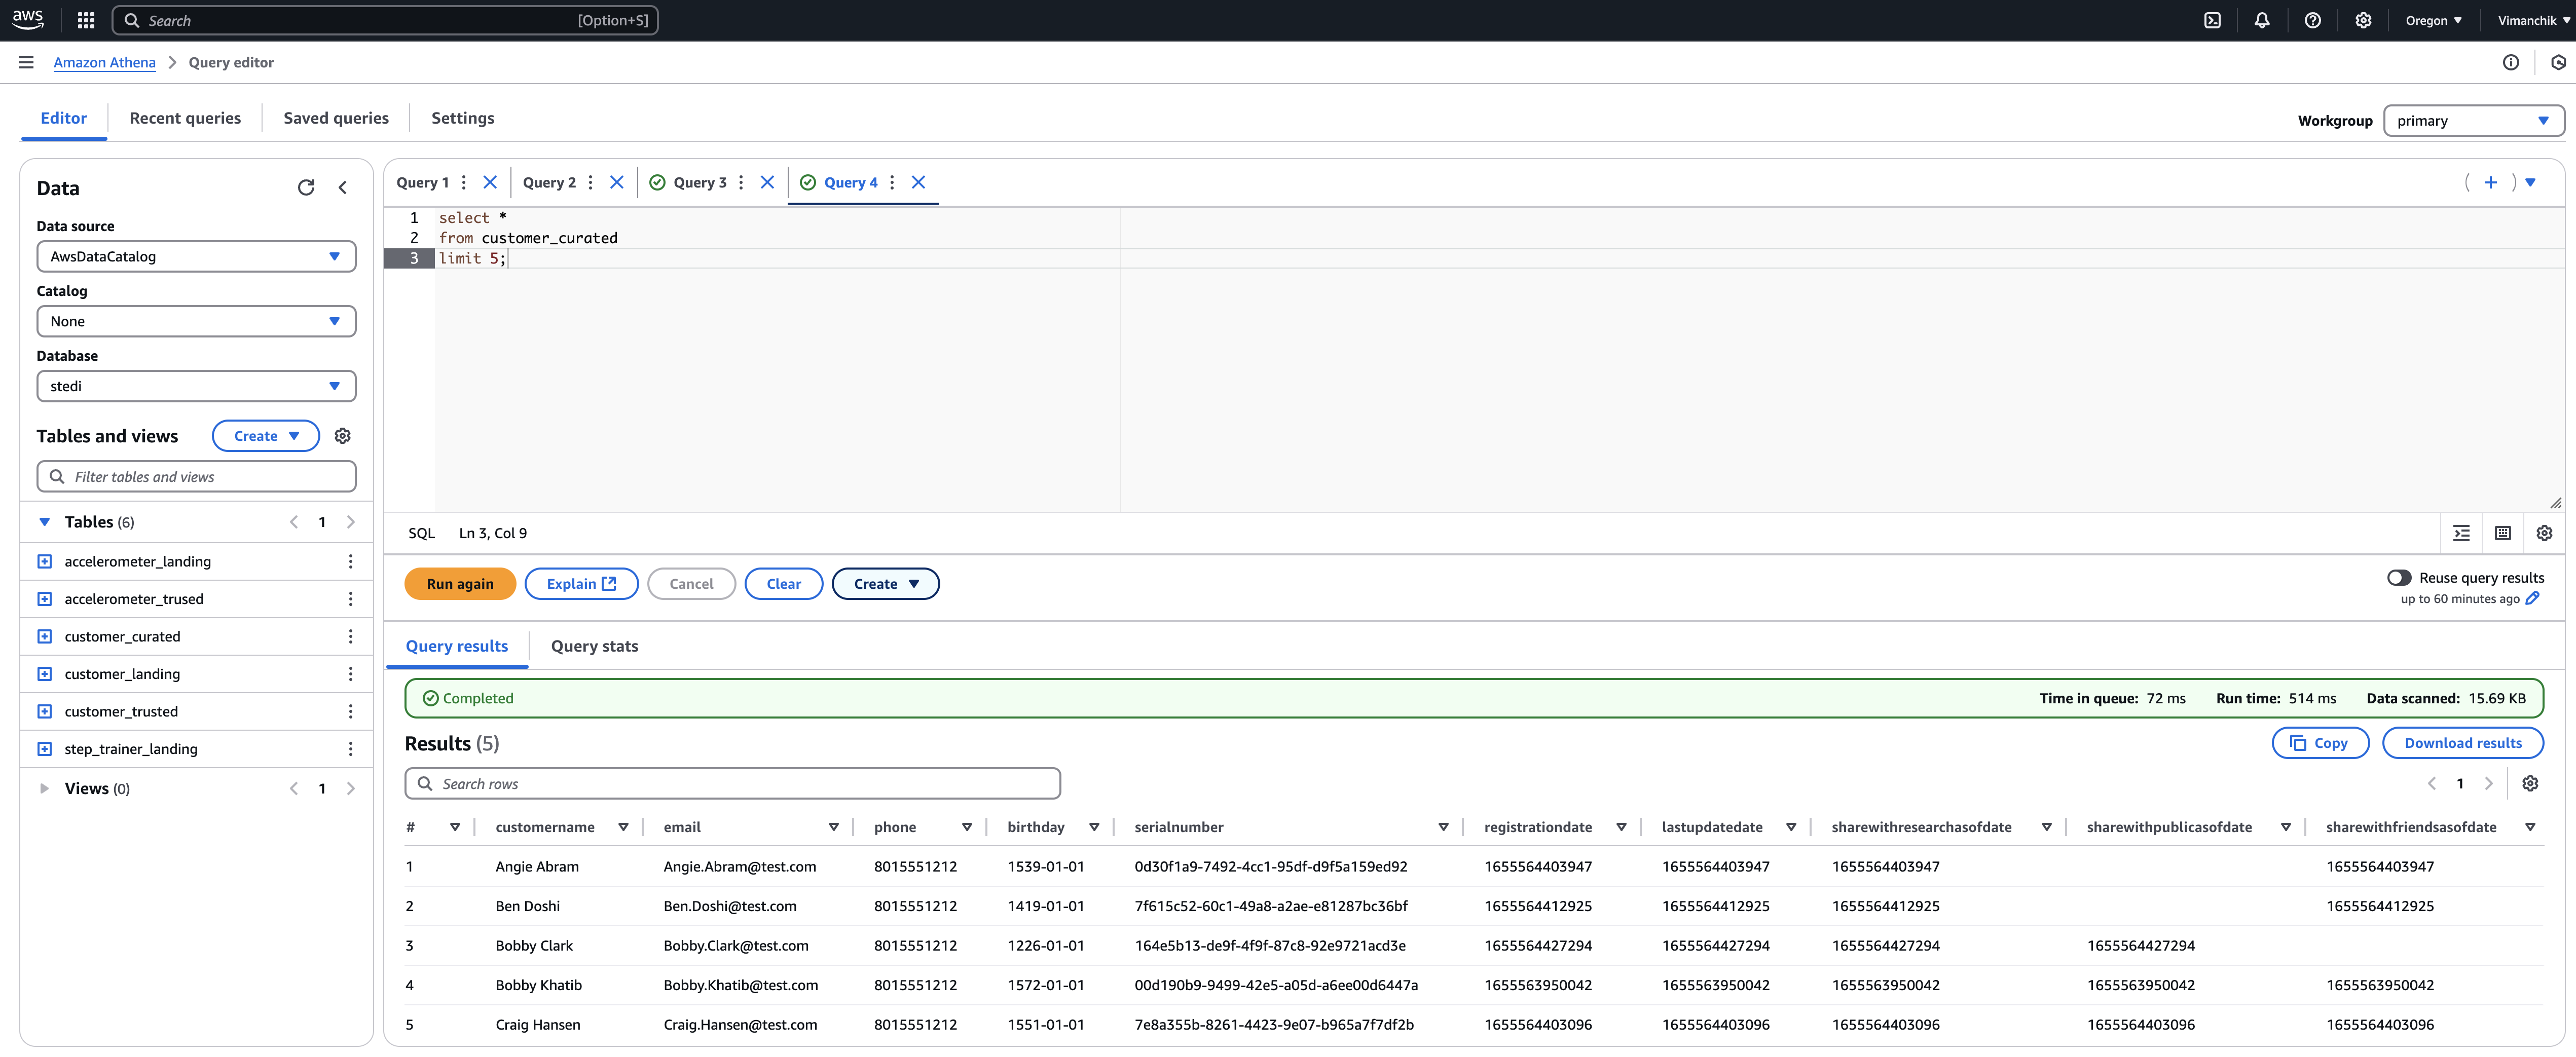 aws
Search [Option+S]
Oregon
Vimanchik
Amazon Athena
Query editor
Editor
Recent queries
Saved queries
Settings
Workgroup
primary
Data
Data source
AwsDataCatalog
Catalog
None
Database
stedi
Tables and views
Create
Filter tables and views
Tables (6)
1
accelerometer_landing
accelerometer_trused
customer_curated
customer_landing
customer_trusted
step_trainer_landing
Views (0)
1
Query 1
Query 2
Query 3
Query 4
1 select *
2 from customer_curated
3 limit 5;
SQL Ln 3, Col 9
Run again
Explain
Cancel
Clear
Create
Reuse query results
up to 60 minutes ago
Query results
Query stats
Completed
Time in queue: 72 ms
Run time: 514 ms
Data scanned: 15.69 KB
Results (5)
Copy
Download results
Search rows
1
# customername email phone birthday serialnumber registrationdate lastupdatedate sharewithresearchasofdate sharewithpublicasofdate sharewithfriendsasofdate
1 Angie Abram Angie.Abram@test.com 8015551212 1539-01-01 0d30f1a9-7492-4cc1-95df-d9f5a159ed92 1655564403947 1655564403947 1655564403947 1655564403947
2 Ben Doshi Ben.Doshi@test.com 8015551212 1419-01-01 7f615c52-60c1-49a8-a2ae-e81287bc36bf 1655564412925 1655564412925 1655564412925 1655564412925
3 Bobby Clark Bobby.Clark@test.com 8015551212 1226-01-01 164e5b13-de9f-4f9f-87c8-92e9721acd3e 1655564427294 1655564427294 1655564427294 1655564427294
4 Bobby Khatib Bobby.Khatib@test.com 8015551212 1572-01-01 00d190b9-9499-42e5-a05d-a6ee00d6447a 1655563950042 1655563950042 1655563950042 1655563950042 1655563950042
5 Craig Hansen Craig.Hansen@test.com 8015551212 1551-01-01 7e8a355b-8261-4423-9e07-b965a7f7df2b 1655564403096 1655564403096 1655564403096 1655564403096 1655564403096